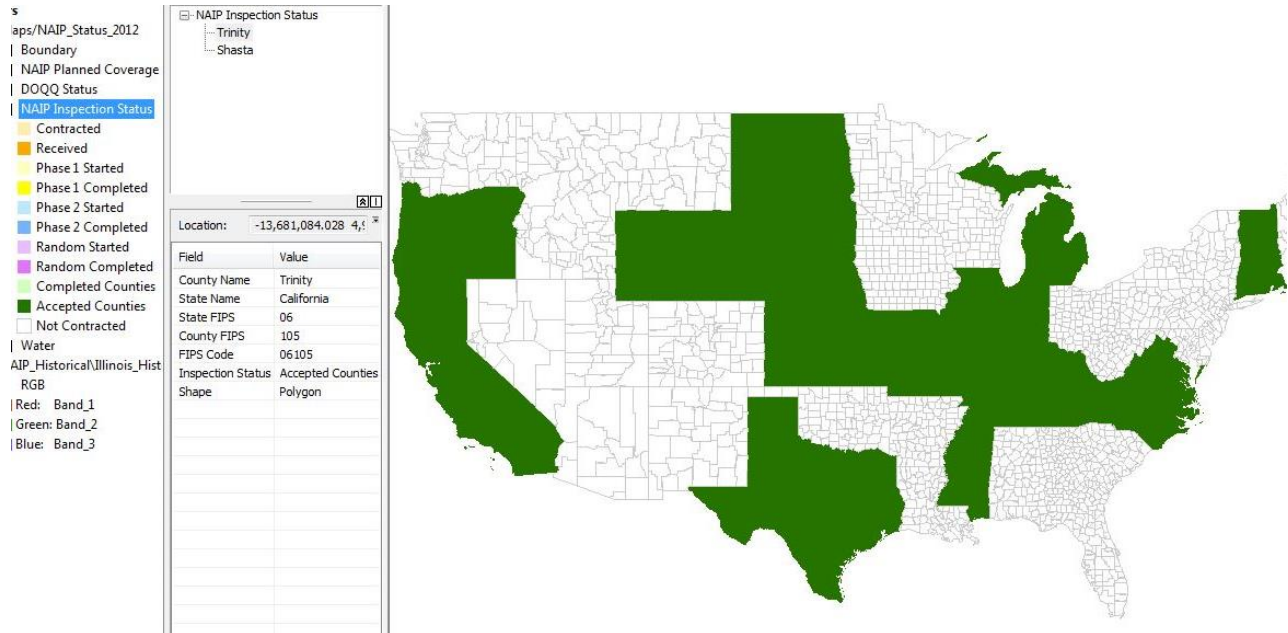 rs
aps/NAIP_Status_2012
Boundary
NAIP Planned Coverage
DOQQ Status
NAIP Inspection Status
Contracted
Received
Phase 1 Started
Phase 1 Completed
Phase 2 Started
Phase 2 Completed
Random Started
Random Completed
Completed Counties
Accepted Counties
Not Contracted
Water
AIP_Historical\Illinois_Hist
RGB
Red: Band_1
Green: Band_2
Blue: Band_3
NAIP Inspection Status
Trinity
Shasta
Location: -13,681,084.028 4,9
Field Value
County Name Trinity
State Name California
State FIPS 06
County FIPS 105
FIPS Code 06105
Inspection Status Accepted Counties
Shape Polygon